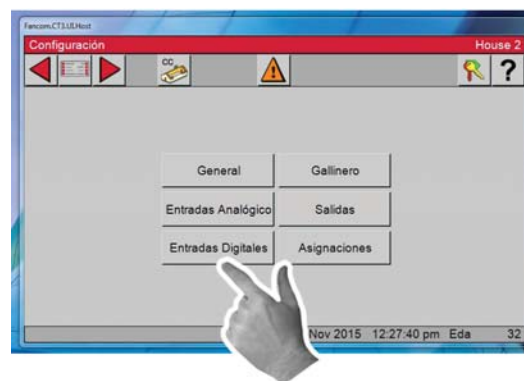 Fancom.CT3.UI.Host
Configuración House 2
CC
?
General Gallinero
Entradas Analógico Salidas
Entradas Digitales Asignaciones
Nov 2015 12:27:40 pm Eda 32